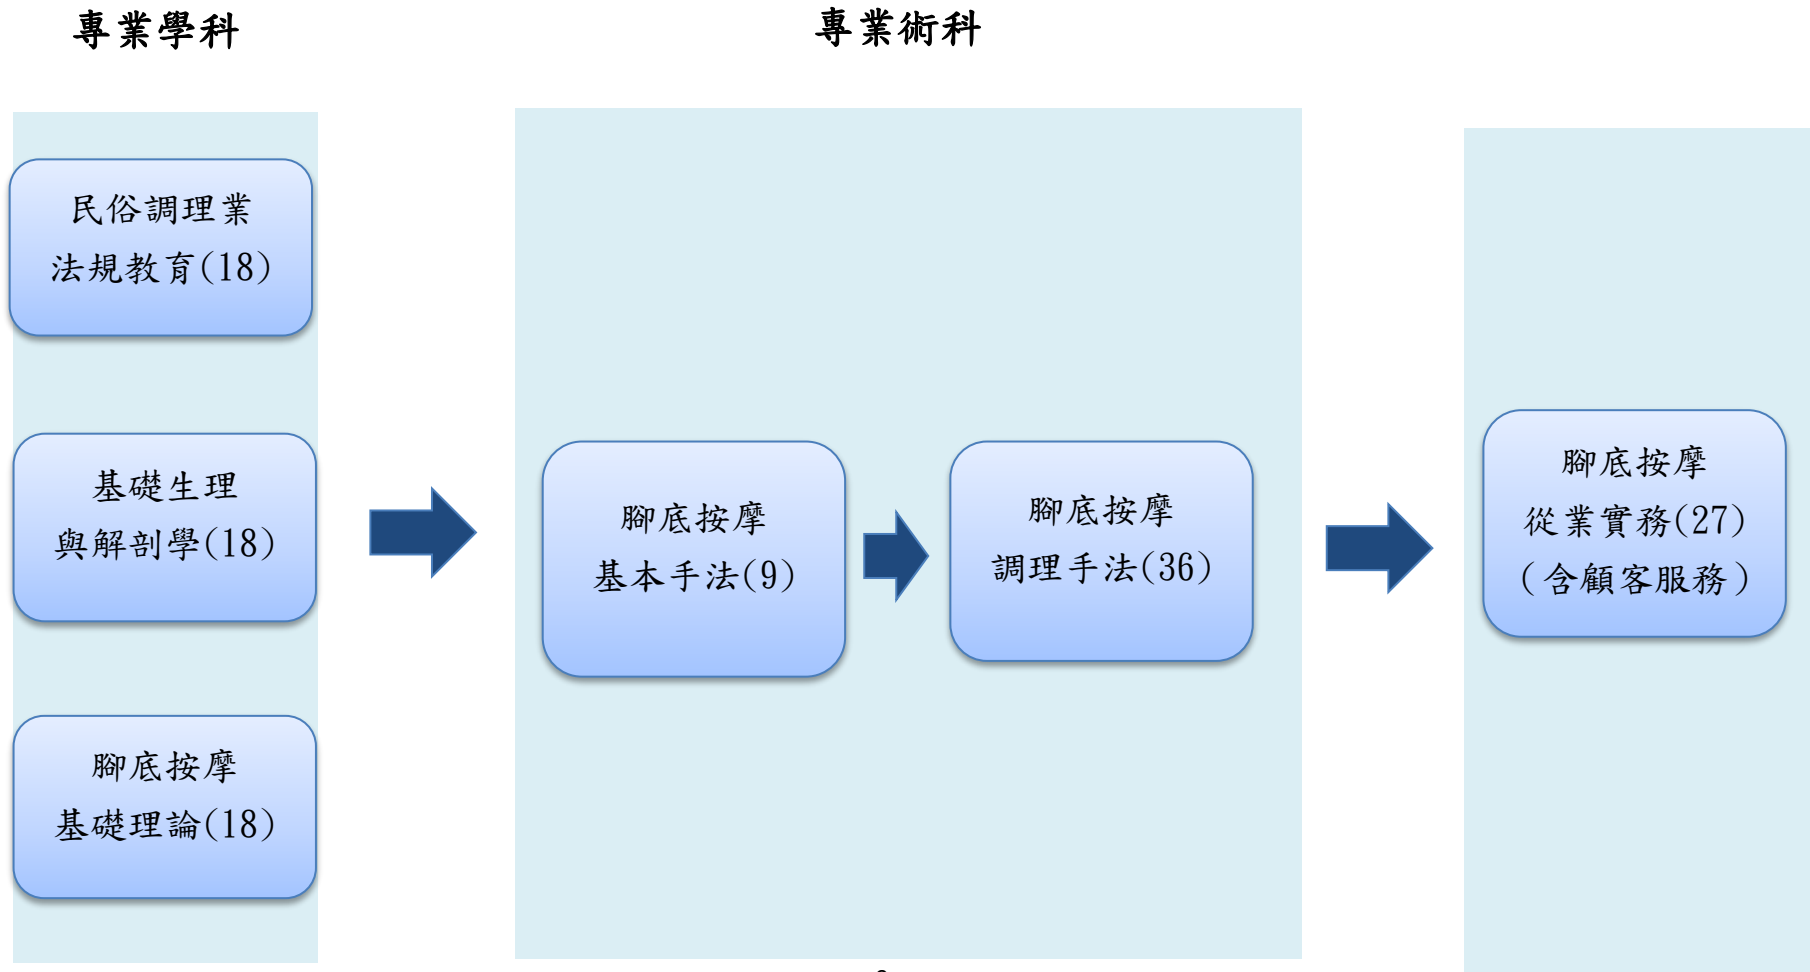 專業學科
專業術科
民俗調理業
法規教育(18)
基礎生理
與解剖學(18)
腳底按摩
基礎理論(18)
腳底按摩
基本手法(9)
腳底按摩
調理手法(36)
腳底按摩
從業實務(27)
(含顧客服務)